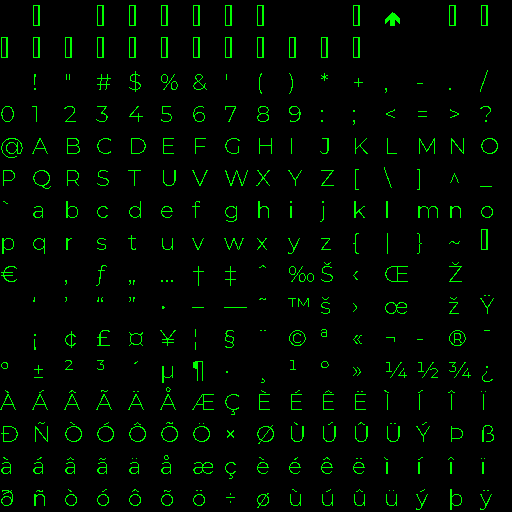 ▯ ▯ ▯ ▯ ▯ ▯ ▯ ▯ 🡹 ▯ ▯
▯ ▯ ▯ ▯ ▯ ▯ ▯ ▯ ▯ ▯ ▯ ▯
! " # $ % & ' ( ) * + , - . /
0 1 2 3 4 5 6 7 8 9 : ; < = > ?
@ A B C D E F G H I J K L M N O
P Q R S T U V W X Y Z [ \ ] ^ _
` a b c d e f g h i j k l m n o
p q r s t u v w x y z { | } ~ ▯
€ ‚ ƒ „ … † ‡ ˆ ‰ Š ‹ Œ Ž
‘ ’ “ ” • – — ˜ ™ š › œ ž Ÿ
¡ ¢ £ ¤ ¥ ¦ § ¨ © ª « ¬ - ® ¯
° ± ² ³ ´ µ ¶ · ¸ ¹ º » ¼ ½ ¾ ¿
À Á Â Ã Ä Å Æ Ç È É Ê Ë Ì Í Î Ï
Ð Ñ Ò Ó Ô Õ Ö × Ø Ù Ú Û Ü Ý Þ ß
à á â ã ä å æ ç è é ê ë ì í î ï
ð ñ ò ó ô õ ö ÷ ø ù ú û ü ý þ ÿ